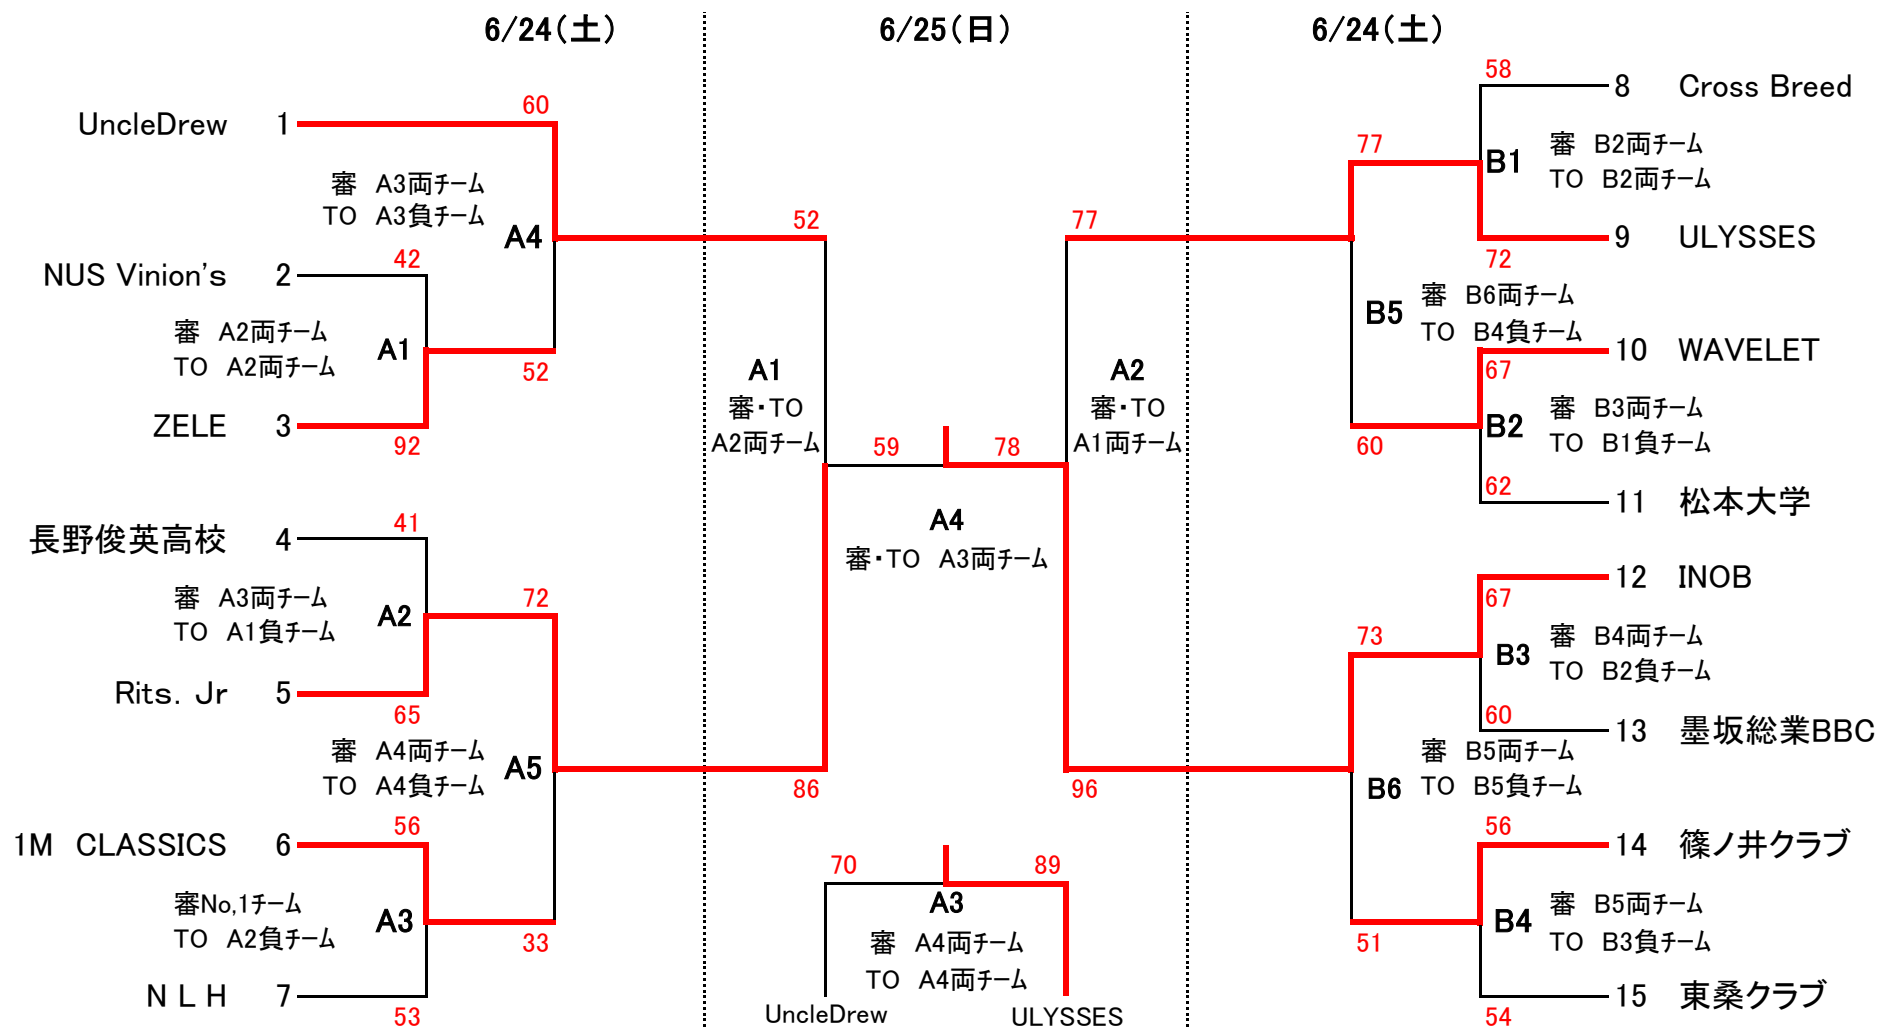 6/24(土)
6/25(日)
6/24(土)
UncleDrew 1
60
審 A3両チーム
TO A3負チーム
A4
NUS Vinion's 2
42
審 A2両チーム
TO A2両チーム
A1
52
ZELE 3
92
長野俊英高校 4
41
審 A3両チーム
TO A1負チーム
A2
72
Rits. Jr 5
65
審 A4両チーム
TO A4負チーム
A5
1M CLASSICS 6
56
審No,1チーム
TO A2負チーム
A3
33
N L H 7
53
52
A1
審・TO
A2両チーム
86
59
78
A4
審・TO A3両チーム
77
A2
審・TO
A1両チーム
96
70
89
A3
審 A4両チーム
TO A4両チーム
UncleDrew
ULYSSES
58
8 Cross Breed
77
B1
審 B2両チーム
TO B2両チーム
9 ULYSSES
72
B5
審 B6両チーム
TO B4負チーム
10 WAVELET
67
60
B2
審 B3両チーム
TO B1負チーム
62
11 松本大学
12 INOB
67
73
B3
審 B4両チーム
TO B2負チーム
60
13 墨坂総業BBC
B6
審 B5両チーム
TO B5負チーム
56
14 篠ノ井クラブ
51
B4
審 B5両チーム
TO B3負チーム
15 東桑クラブ
54